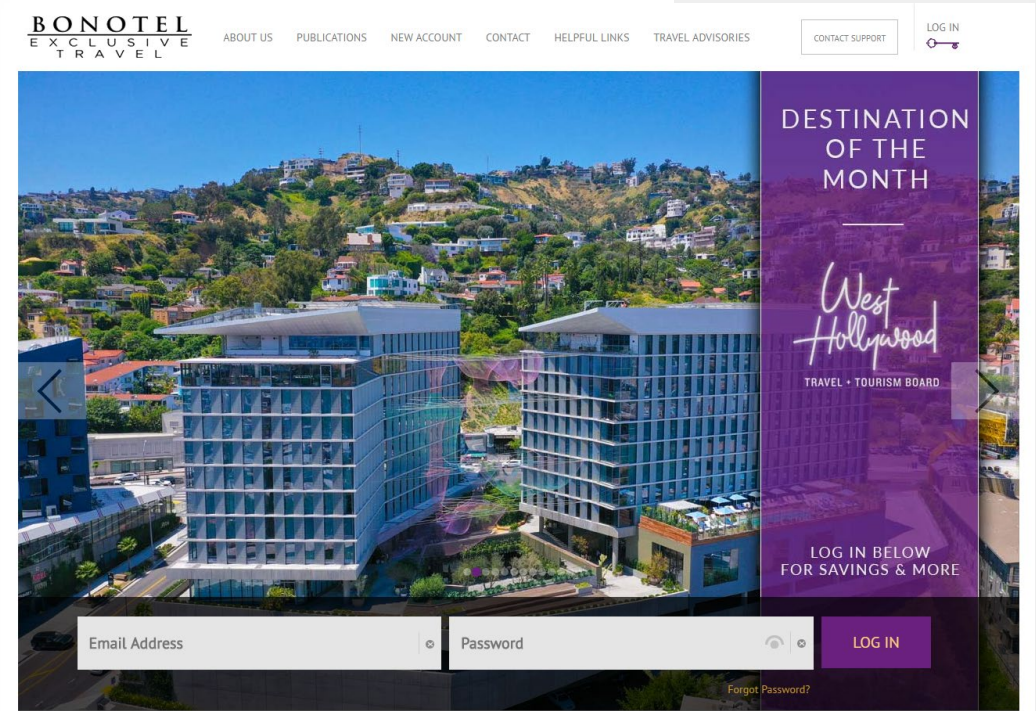 BONOTEL
EXCLUSIVE
TRAVEL
ABOUT US
PUBLICATIONS
NEW ACCOUNT
CONTACT
HELPFUL LINKS
TRAVEL ADVISORIES
CONTACT SUPPORT
LOG IN
DESTINATION
OF THE
MONTH
West
Hollywood
TRAVEL + TOURISM BOARD
LOG IN BELOW
FOR SAVINGS & MORE
Email Address
Password
LOG IN
Forgot Password?